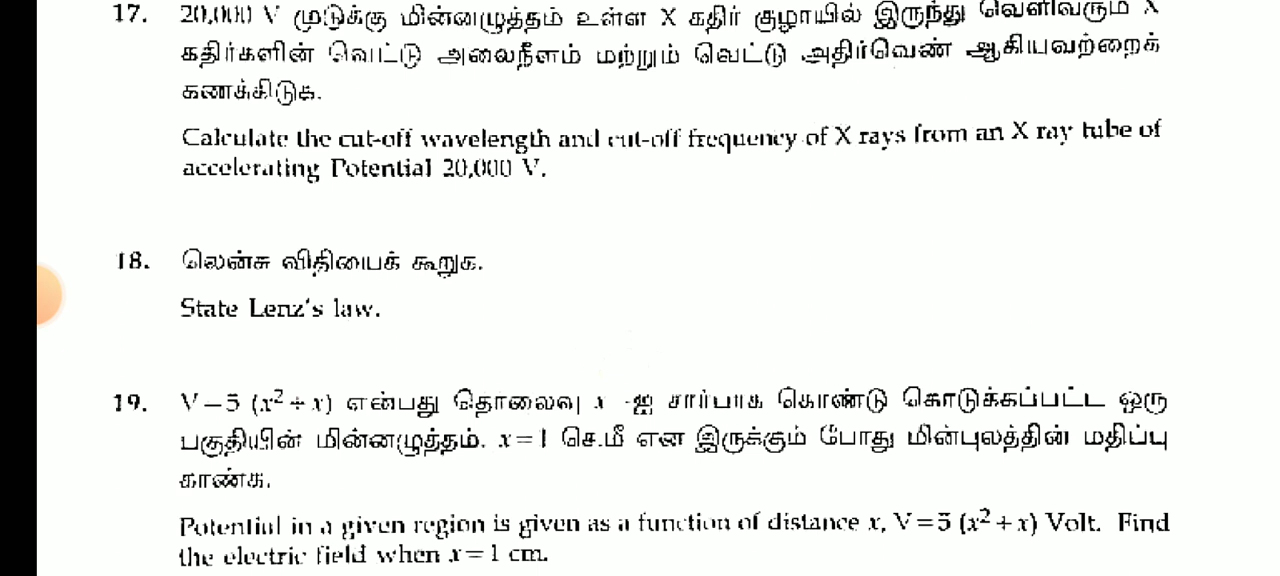 17. 20,000 V முடுக்கு மின்னழுத்தம் உள்ள X கதிர் குழாயில் இருந்து வெளிவரும் X
கதிர்களின் வெட்டு அலைநீளம் மற்றும் வெட்டு அதிர்வெண் ஆகியவற்றைக்
கணக்கிடுக.
Calculate the cut-off wavelength and cut-off frequency of X rays from an X ray tube of
accelerating Potential 20,000 V.
18. லென்சு விதியைக் கூறுக.
State Lenz's law.
19. V=5 (x²+x) என்பது தொலைவு x -ஐ சார்பாக கொண்டு கொடுக்கப்பட்ட ஒரு
பகுதியின் மின்னழுத்தம். x=1 செ.மீ என இருக்கும் போது மின்புலத்தின் மதிப்பு
காண்க.
Potential in a given region is given as a function of distance x, V=5 (x²+x) Volt. Find
the electric field when x=1 cm.